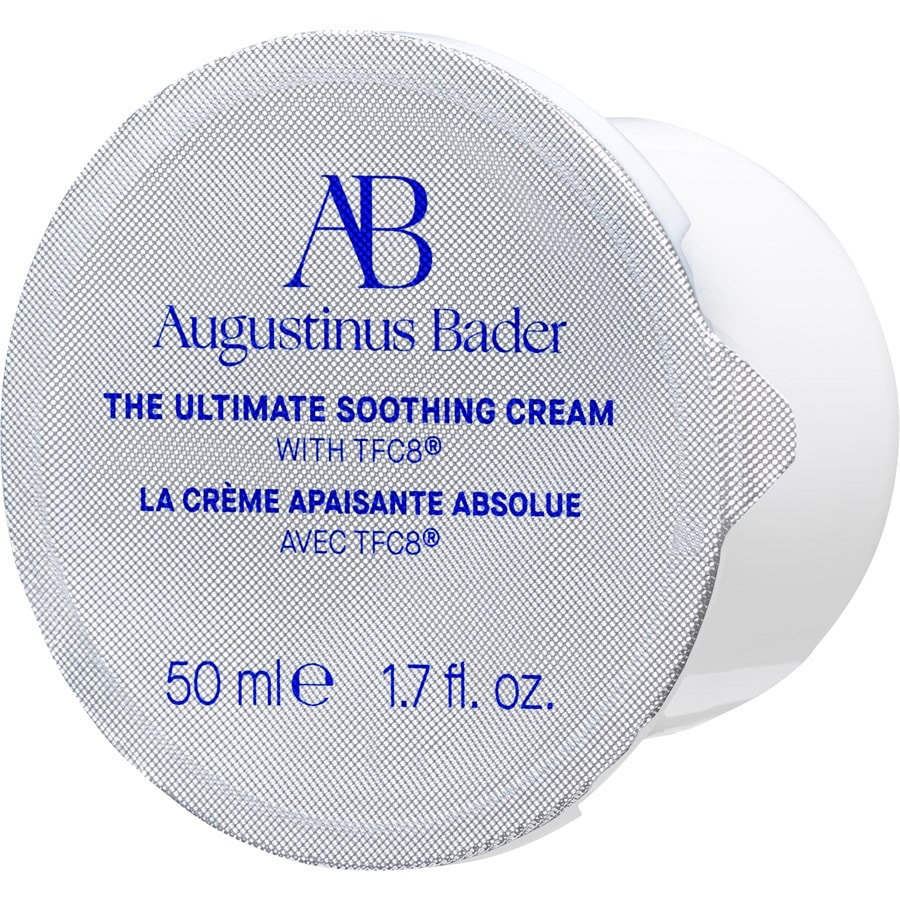 AB
Augustinus Bader
THE ULTIMATE SOOTHING CREAM
WITH TFC8®
LA CRÈME APAISANTE ABSOLUE
AVEC TFC8®
50 ml℮ 1.7 fl. oz.